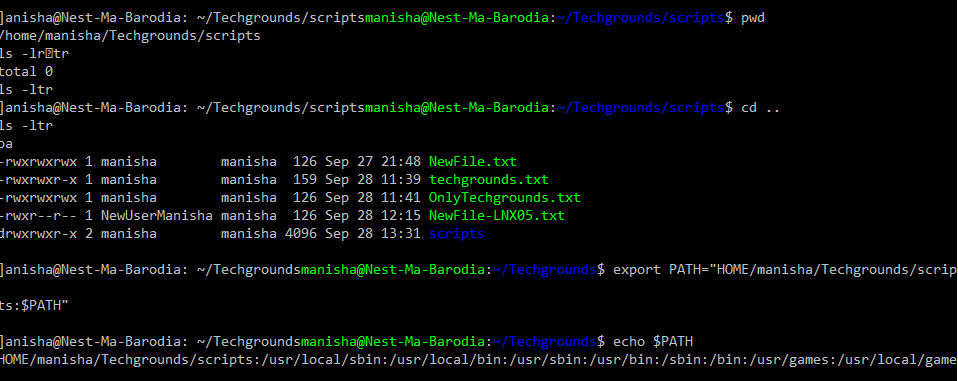 ]anisha@Nest-Ma-Barodia: ~/Techgrounds/scriptsmanisha@Nest-Ma-Barodia:~/Techgrounds/scripts$ pwd
/home/manisha/Techgrounds/scripts
ls -lr�tr
total 0
ls -ltr
]anisha@Nest-Ma-Barodia: ~/Techgrounds/scriptsmanisha@Nest-Ma-Barodia:~/Techgrounds/scripts$ cd ..
ls -ltr
pa
-rwxrwxrwx 1 manisha        manisha  126 Sep 27 21:48 NewFile.txt
-rwxrwxr-x 1 manisha        manisha  159 Sep 28 11:39 techgrounds.txt
-rwxrwxrwx 1 manisha        manisha  126 Sep 28 11:41 OnlyTechgrounds.txt
-rwxr--r-- 1 NewUserManisha manisha  126 Sep 28 12:15 NewFile-LNX05.txt
drwxrwxr-x 2 manisha        manisha 4096 Sep 28 13:31 scripts
]anisha@Nest-Ma-Barodia: ~/Techgroundsmanisha@Nest-Ma-Barodia:~/Techgrounds$ export PATH="HOME/manisha/Techgrounds/scrip
ts:$PATH"
]anisha@Nest-Ma-Barodia: ~/Techgroundsmanisha@Nest-Ma-Barodia:~/Techgrounds$ echo $PATH
HOME/manisha/Techgrounds/scripts:/usr/local/sbin:/usr/local/bin:/usr/sbin:/usr/bin:/sbin:/bin:/usr/games:/usr/local/game